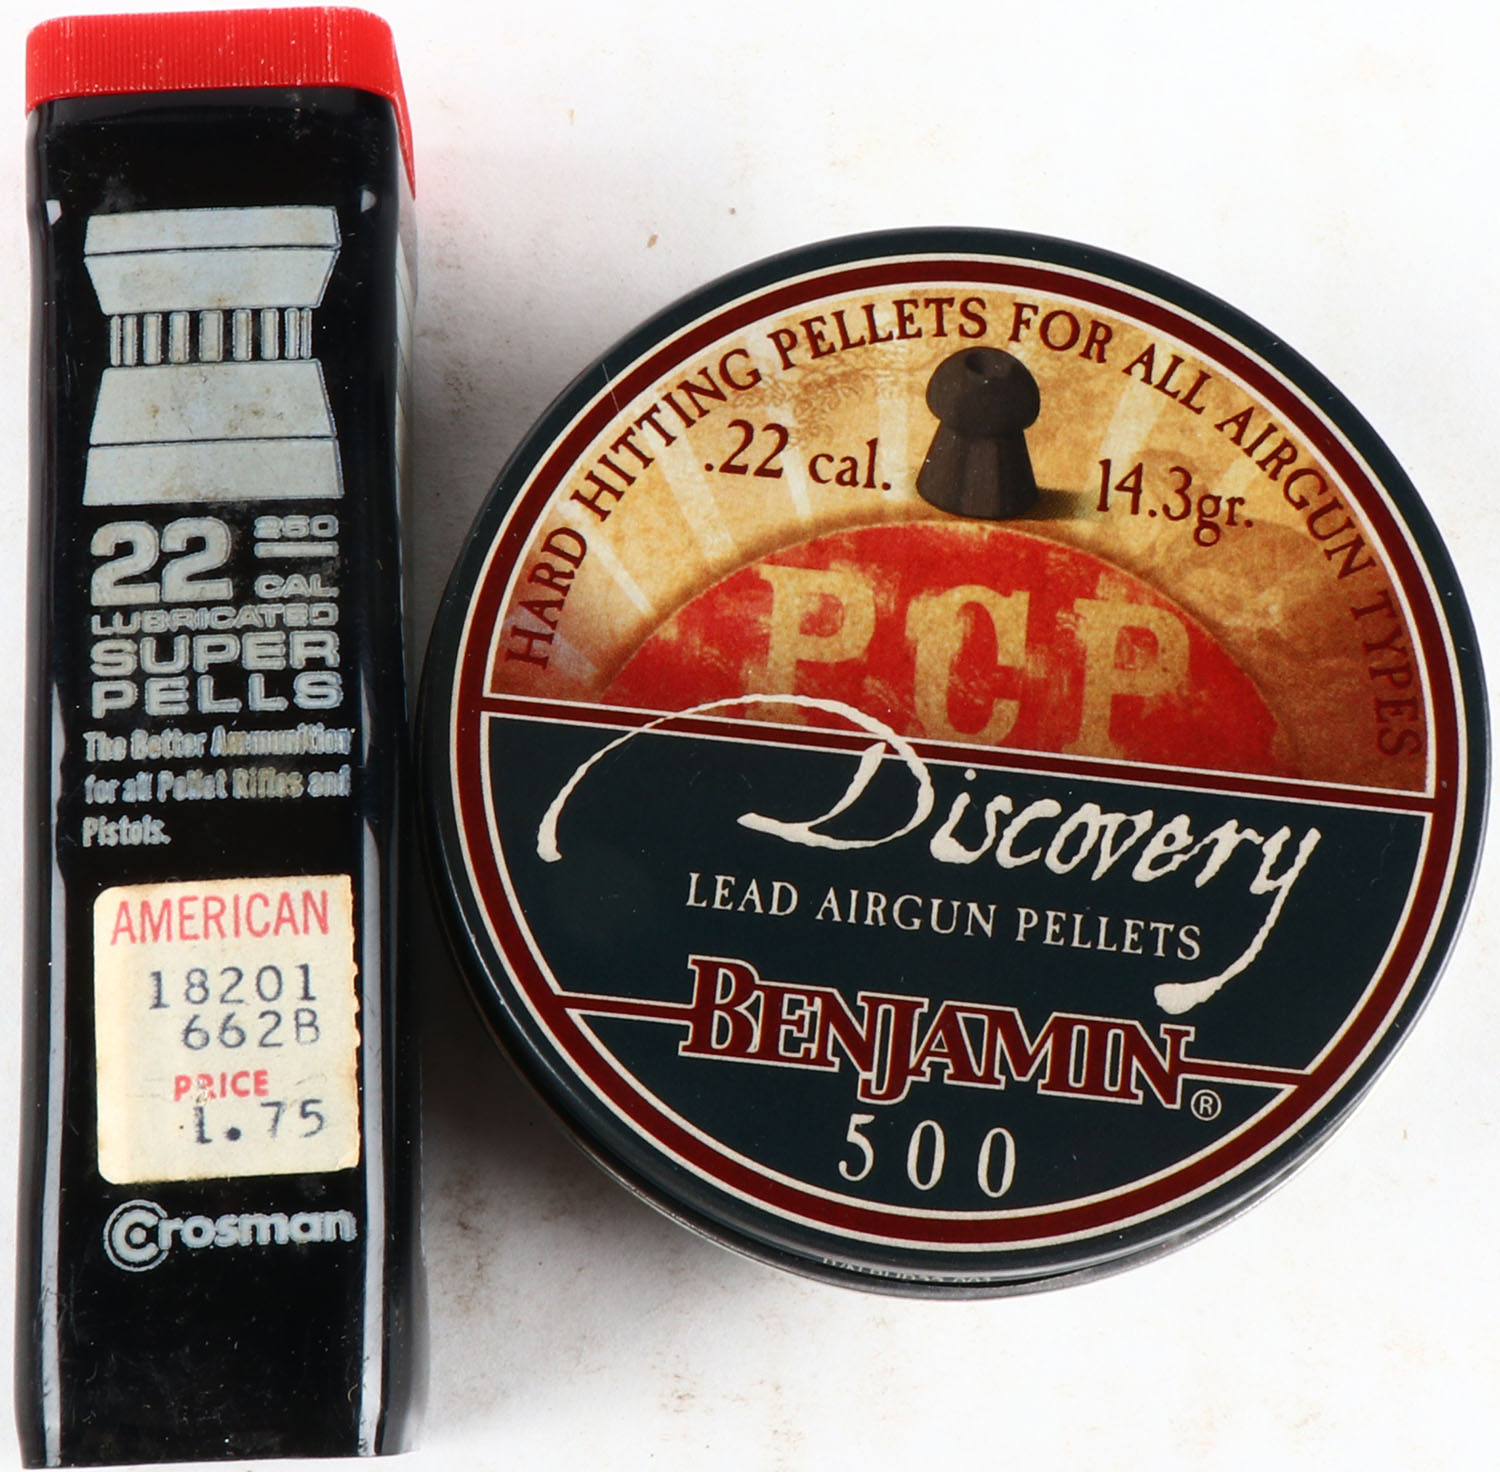 22 250
CAL
LUBRICATED
SUPER
PELLS
The Better Ammunition
for all Pellet Rifles and
Pistols.
AMERICAN
18201
662B
PRICE
1.75
Crosman
HARD HITTING PELLETS FOR ALL AIRGUN TYPES
.22 cal. 14.3gr.
PCP
Discovery
LEAD AIRGUN PELLETS
BENJAMIN®
500